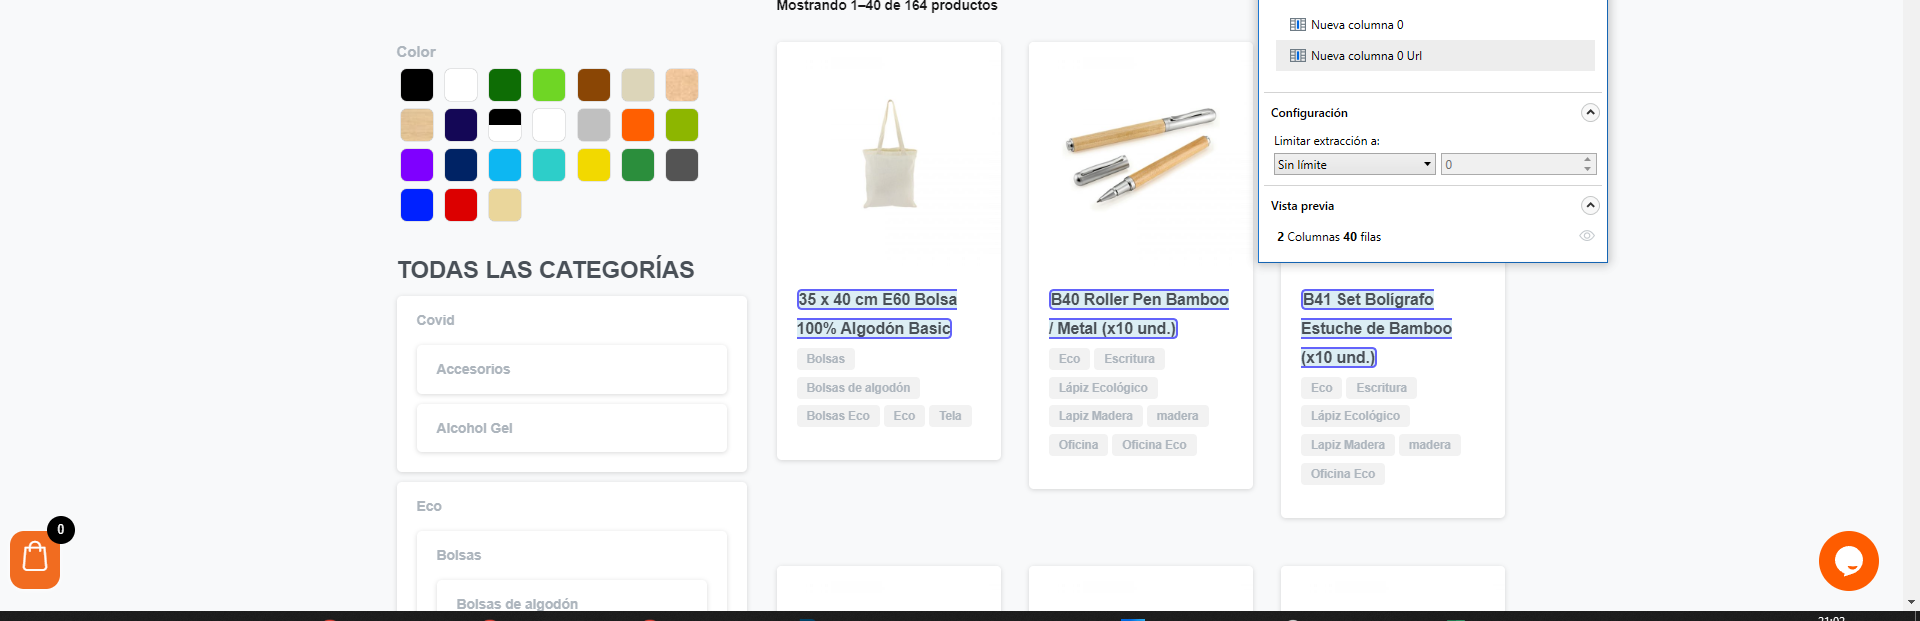 Mostrando 1–40 de 164 productos
Color
TODAS LAS CATEGORÍAS
Covid
Accesorios
Alcohol Gel
Eco
Bolsas
Bolsas de algodón
0
35 x 40 cm E60 Bolsa
100% Algodón Basic
Bolsas
Bolsas de algodón
Bolsas Eco Eco Tela
B40 Roller Pen Bamboo
/ Metal (x10 und.)
Eco Escritura
Lápiz Ecológico
Lapiz Madera madera
Oficina Oficina Eco
B41 Set Bolígrafo
Estuche de Bamboo
(x10 und.)
Eco Escritura
Lápiz Ecológico
Lapiz Madera madera
Oficina Eco
Nueva columna 0
Nueva columna 0 Url
Configuración
Limitar extracción a:
Sin límite 0
Vista previa
2 Columnas 40 filas